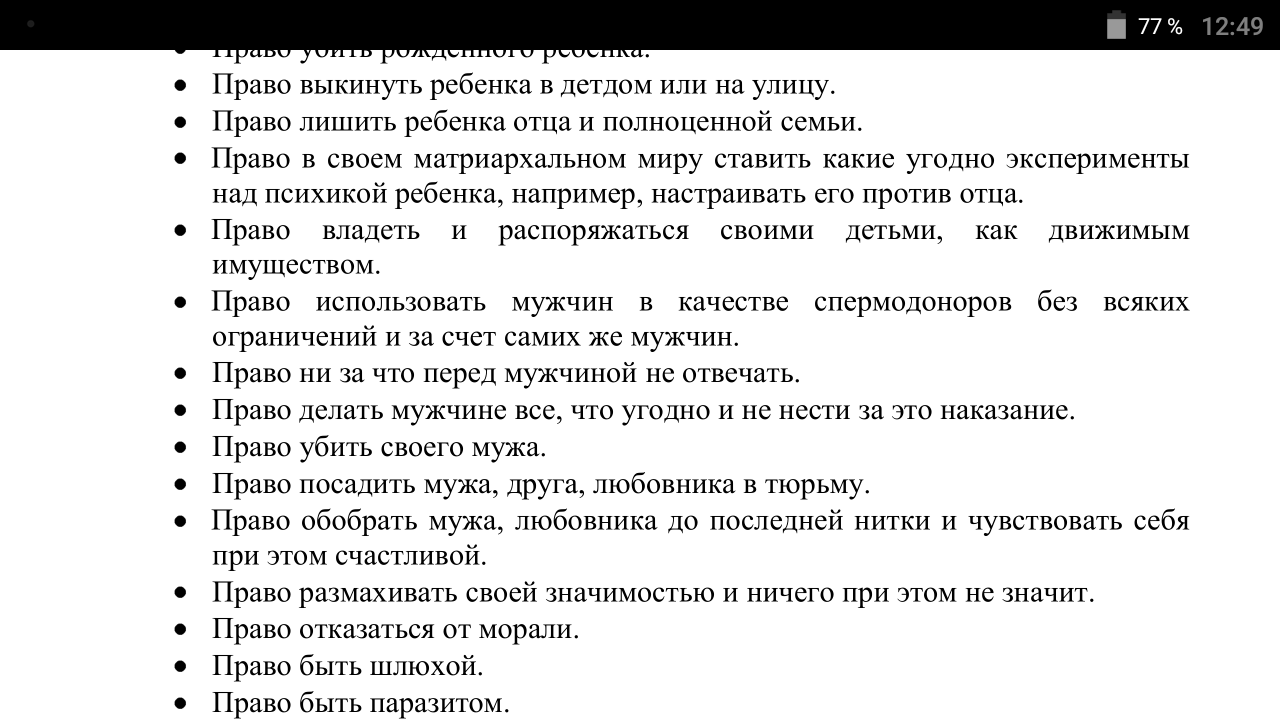 77 % 12:49
• Право убить рожденного ребенка.
• Право выкинуть ребенка в детдом или на улицу.
• Право лишить ребенка отца и полноценной семьи.
• Право в своем матриархальном миру ставить какие угодно эксперименты
над психикой ребенка, например, настраивать его против отца.
• Право владеть и распоряжаться своими детьми, как движимым
имуществом.
• Право использовать мужчин в качестве спермодоноров без всяких
ограничений и за счет самих же мужчин.
• Право ни за что перед мужчиной не отвечать.
• Право делать мужчине все, что угодно и не нести за это наказание.
• Право убить своего мужа.
• Право посадить мужа, друга, любовника в тюрьму.
• Право обобрать мужа, любовника до последней нитки и чувствовать себя
при этом счастливой.
• Право размахивать своей значимостью и ничего при этом не значит.
• Право отказаться от морали.
• Право быть шлюхой.
• Право быть паразитом.